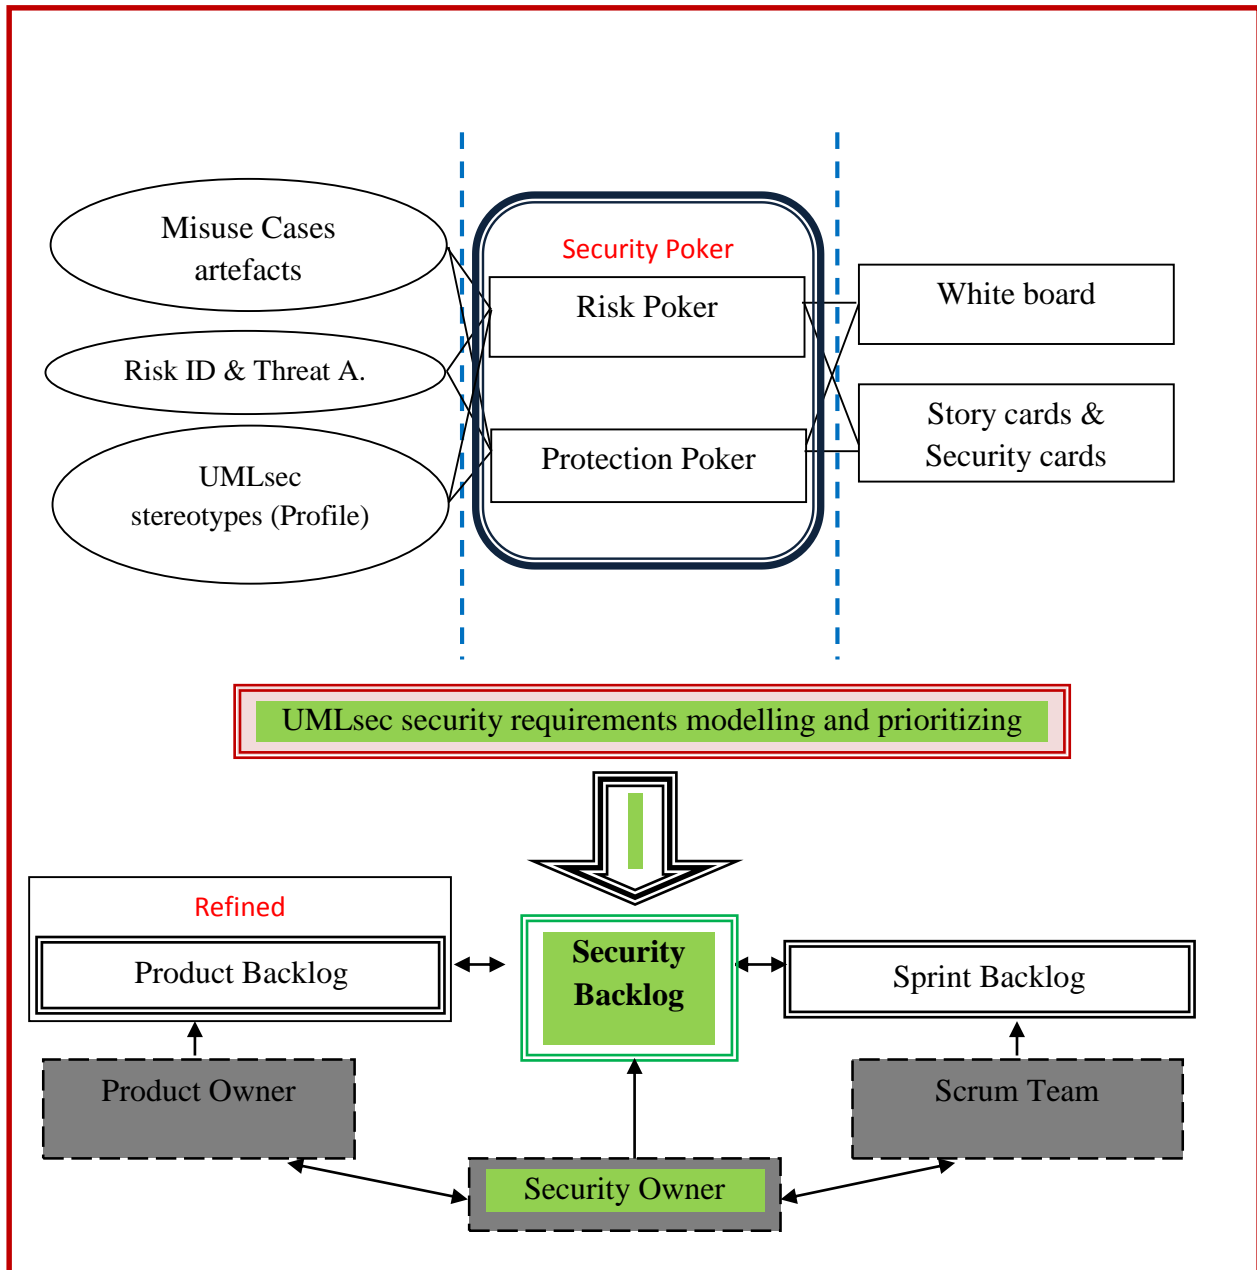 Misuse Cases
artefacts
Risk ID & Threat A.
UMLsec
stereotypes (Profile)
Security Poker
Risk Poker
Protection Poker
White board
Story cards &
Security cards
UMLsec security requirements modelling and prioritizing
Refined
Product Backlog
Security
Backlog
Sprint Backlog
Product Owner
Scrum Team
Security Owner